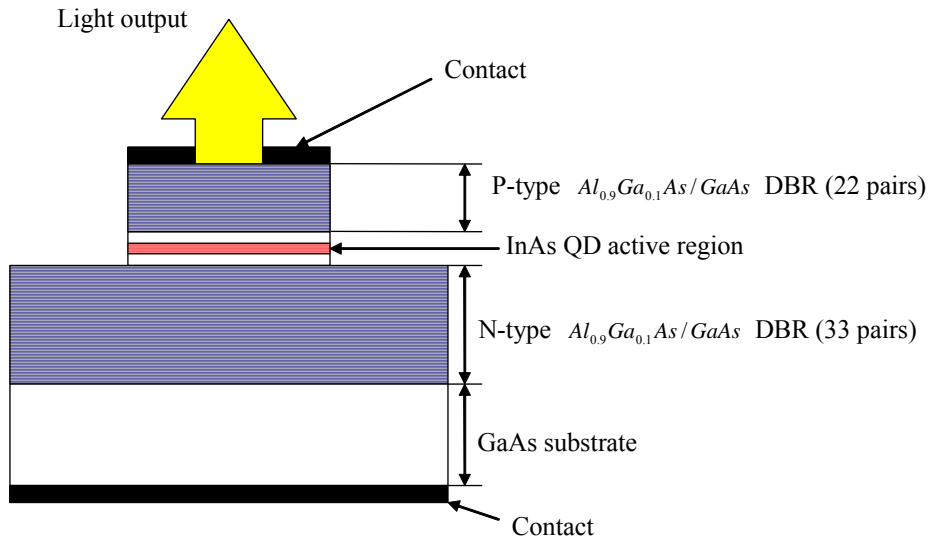 Light output
Contact
P-type Al₀.₉Ga₀.₁As / GaAs DBR (22 pairs)
InAs QD active region
N-type Al₀.₉Ga₀.₁As / GaAs DBR (33 pairs)
GaAs substrate
Contact